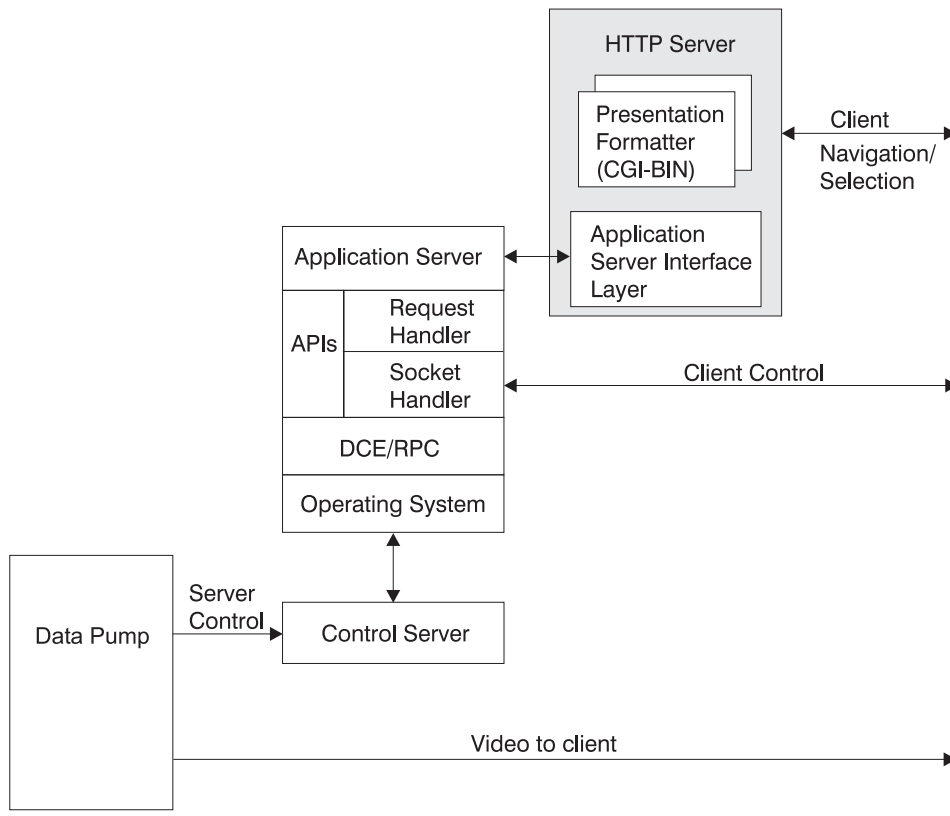 HTTP Server
Presentation
Formatter
(CGI-BIN)
Client
Navigation/
Selection
Application
Server Interface
Layer
Application Server
APIs
Request
Handler
Socket
Handler
Client Control
DCE/RPC
Operating System
Server
Control
Data Pump
Control Server
Video to client